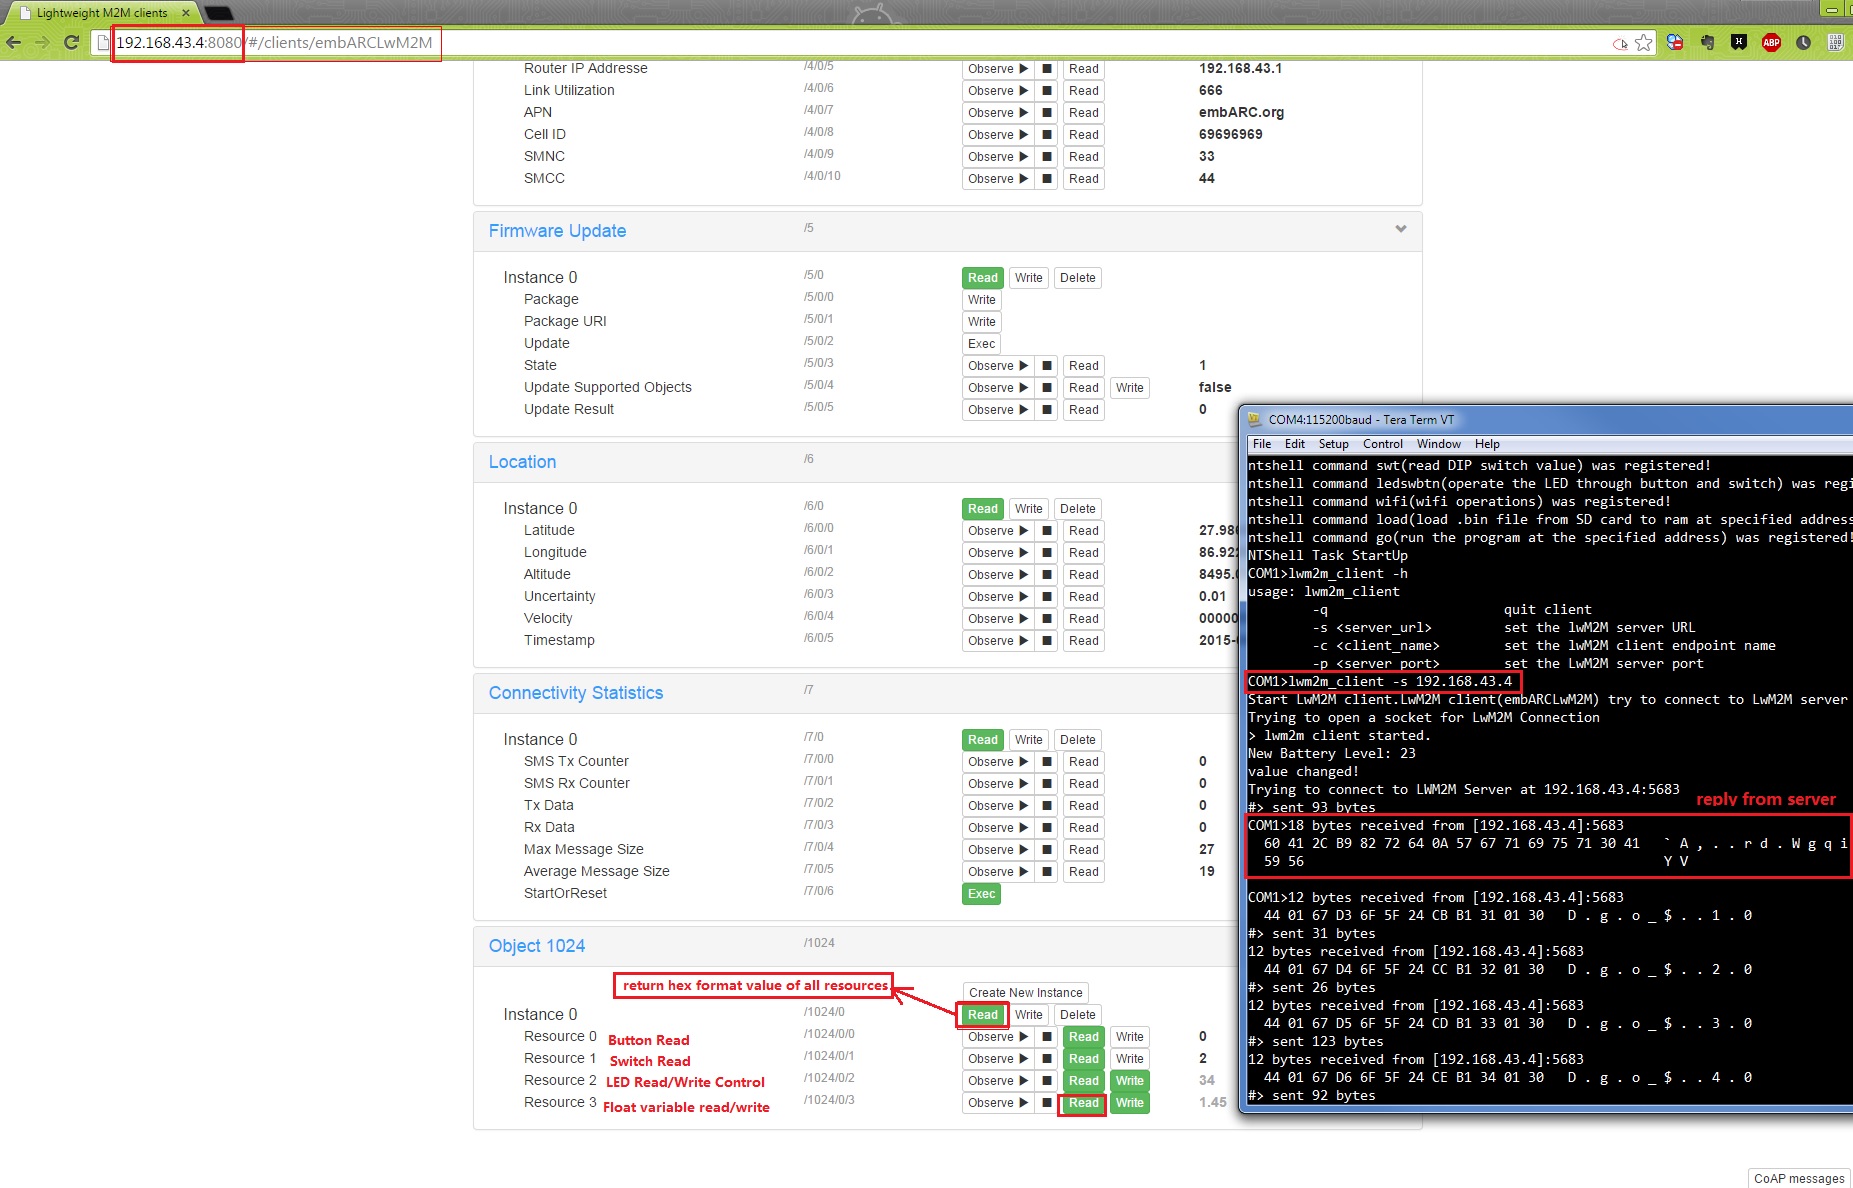 Lightweight M2M clients
192.168.43.4:8080/#/clients/embARCLwM2M
ABP
Router IP Addresse /4/0/5 Observe Read 192.168.43.1
Link Utilization /4/0/6 Observe Read 666
APN /4/0/7 Observe Read embARC.org
Cell ID /4/0/8 Observe Read 69696969
SMNC /4/0/9 Observe Read 33
SMCC /4/0/10 Observe Read 44
Firmware Update /5
Instance 0 /5/0 Read Write Delete
Package /5/0/0 Write
Package URI /5/0/1 Write
Update /5/0/2 Exec
State /5/0/3 Observe Read 1
Update Supported Objects /5/0/4 Observe Read Write false
Update Result /5/0/5 Observe Read 0
Location /6
Instance 0 /6/0 Read Write Delete
Latitude /6/0/0 Observe Read 27.986
Longitude /6/0/1 Observe Read 86.922
Altitude /6/0/2 Observe Read 8495.0
Uncertainty /6/0/3 Observe Read 0.01
Velocity /6/0/4 Observe Read 00000
Timestamp /6/0/5 Observe Read 2015-
Connectivity Statistics /7
Instance 0 /7/0 Read Write Delete
SMS Tx Counter /7/0/0 Observe Read 0
SMS Rx Counter /7/0/1 Observe Read 0
Tx Data /7/0/2 Observe Read 0
Rx Data /7/0/3 Observe Read 0
Max Message Size /7/0/4 Observe Read 27
Average Message Size /7/0/5 Observe Read 19
StartOrReset /7/0/6 Exec
Object 1024 /1024
return hex format value of all resources
Create New Instance
Instance 0 /1024/0 Read Write Delete
Resource 0 Button Read /1024/0/0 Observe Read Write 0
Resource 1 Switch Read /1024/0/1 Observe Read Write 2
Resource 2 LED Read/Write Control /1024/0/2 Observe Read Write 34
Resource 3 Float variable read/write /1024/0/3 Observe Read Write 1.45
COM4:115200baud - Tera Term VT
File Edit Setup Control Window Help
ntshell command swt(read DIP switch value) was registered!
ntshell command ledswbtn(operate the LED through button and switch) was regi
ntshell command wifi(wifi operations) was registered!
ntshell command load(load .bin file from SD card to ram at specified address
ntshell command go(run the program at the specified address) was registered!
NTShell Task StartUp
COM1>lwm2m_client -h
usage: lwm2m_client
-q quit client
-s <server_url> set the lwM2M server URL
-c <client_name> set the lwM2M client endpoint name
-p <server port> set the LwM2M server port
COM1>lwm2m_client -s 192.168.43.4
Start LwM2M client.LwM2M client(embARCLwM2M) try to connect to LwM2M server
Trying to open a socket for LwM2M Connection
> lwm2m client started.
New Battery Level: 23
value changed!
Trying to connect to LWM2M Server at 192.168.43.4:5683
reply from server
#> sent 93 bytes
COM1>18 bytes received from [192.168.43.4]:5683
60 41 2C B9 82 72 64 0A 57 67 71 69 75 71 30 41 ` A , . . r d . W g q i
59 56 Y V
COM1>12 bytes received from [192.168.43.4]:5683
44 01 67 D3 6F 5F 24 CB B1 31 01 30 D . g . o _ $ . . 1 . 0
#> sent 31 bytes
12 bytes received from [192.168.43.4]:5683
44 01 67 D4 6F 5F 24 CC B1 32 01 30 D . g . o _ $ . . 2 . 0
#> sent 26 bytes
12 bytes received from [192.168.43.4]:5683
44 01 67 D5 6F 5F 24 CD B1 33 01 30 D . g . o _ $ . . 3 . 0
#> sent 123 bytes
12 bytes received from [192.168.43.4]:5683
44 01 67 D6 6F 5F 24 CE B1 34 01 30 D . g . o _ $ . . 4 . 0
#> sent 92 bytes
CoAP messages